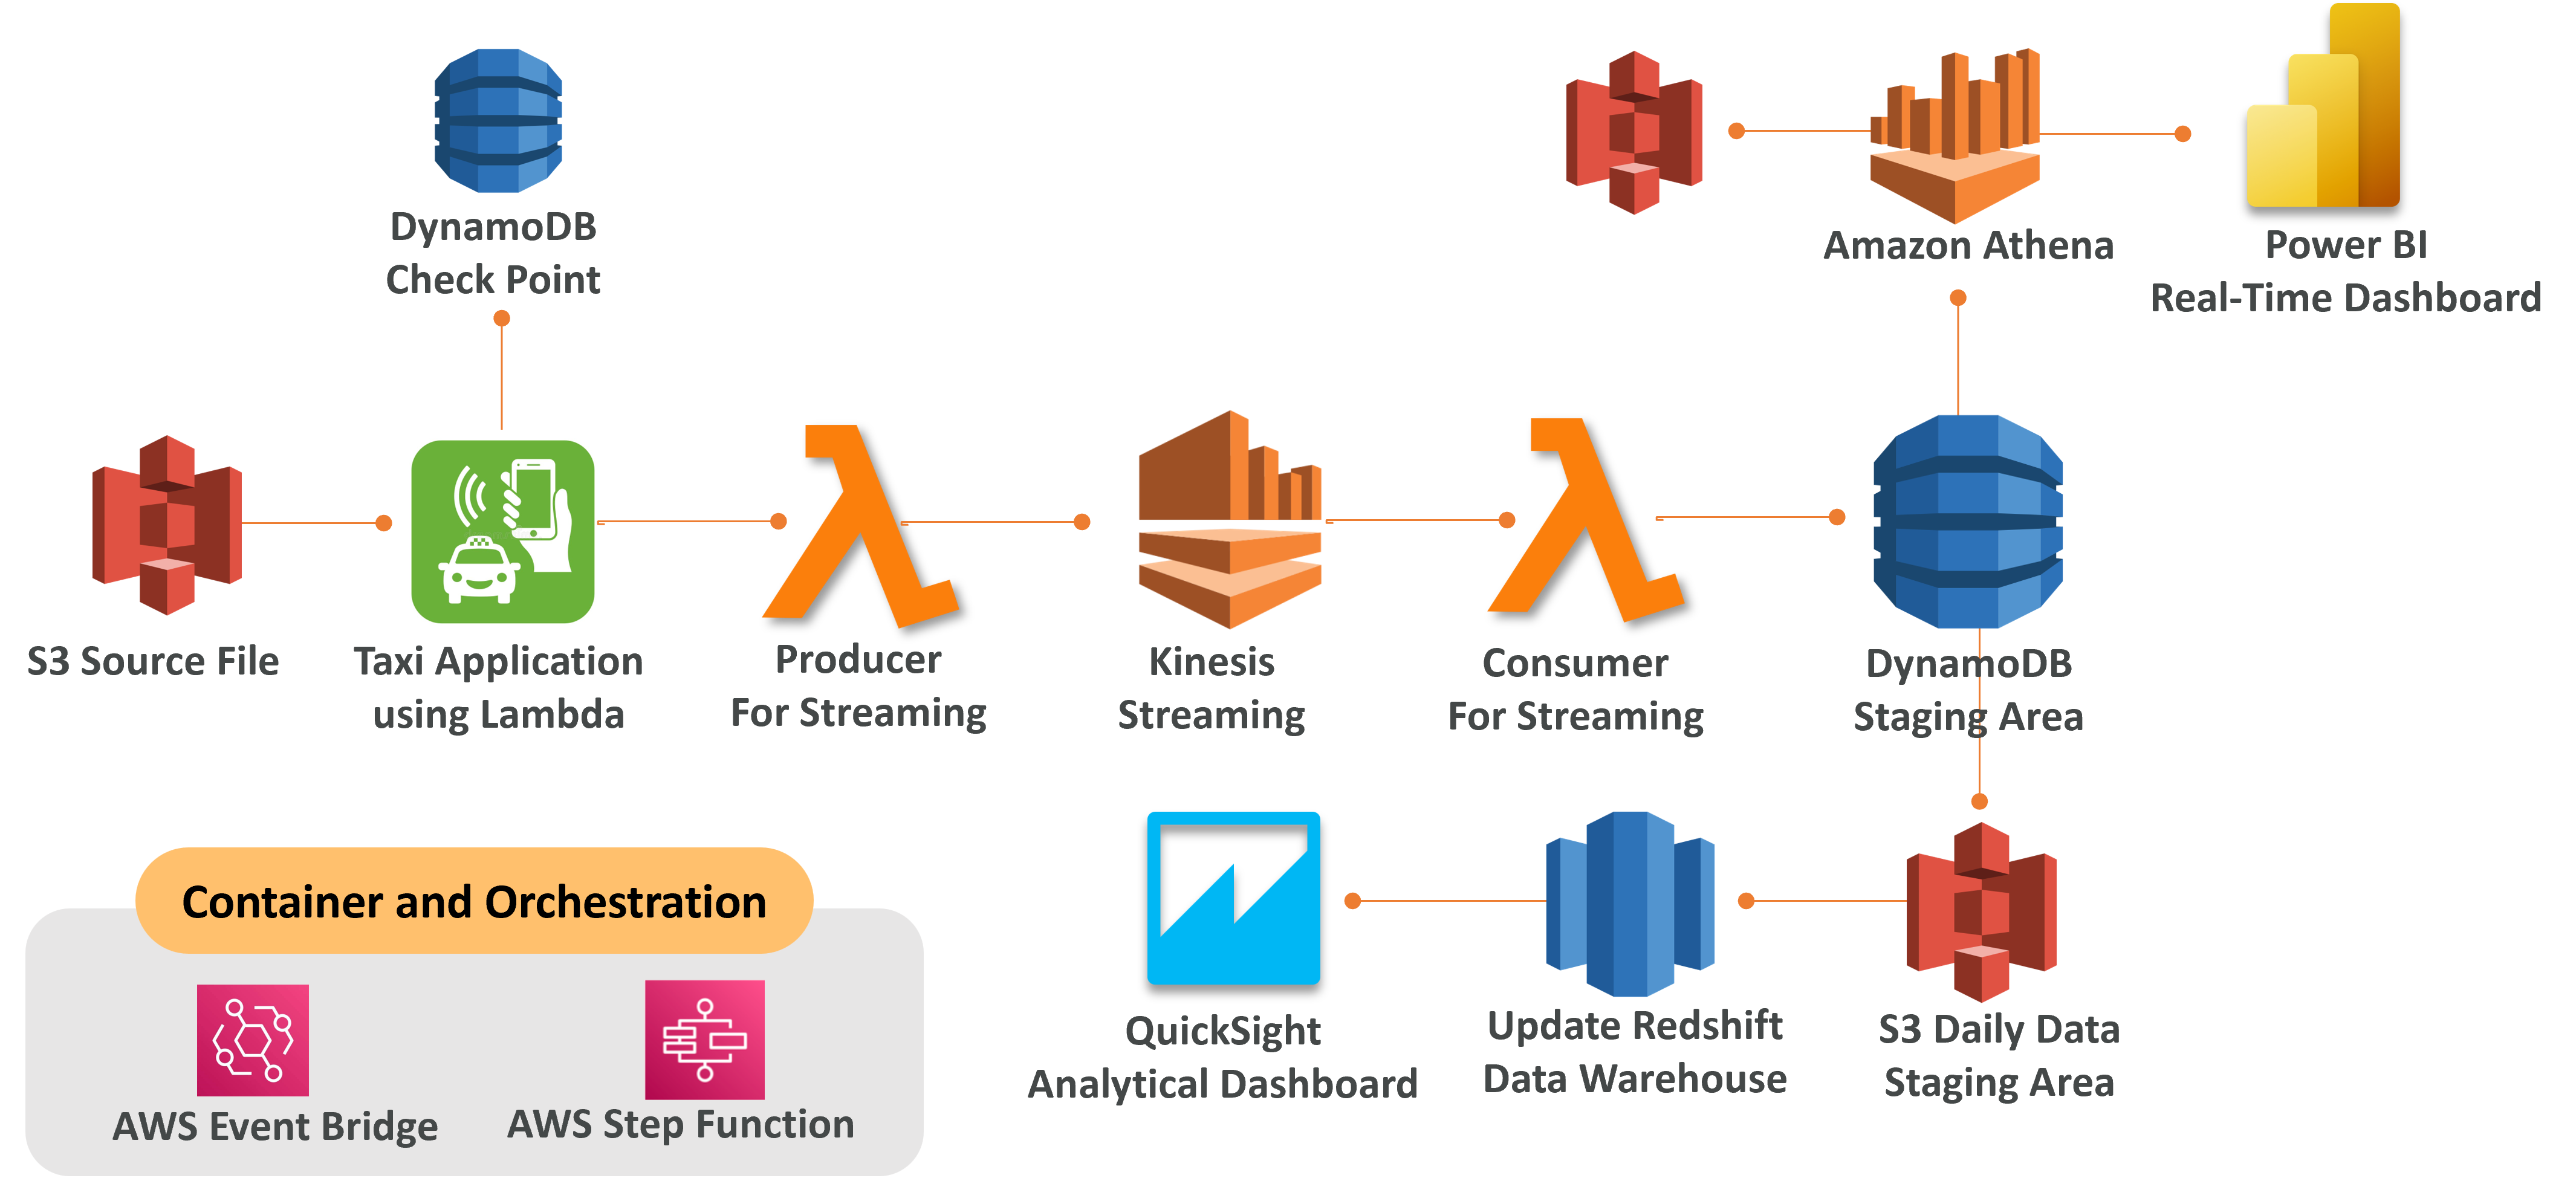 DynamoDB
Check Point
Amazon Athena
Power BI
Real-Time Dashboard
S3 Source File
Taxi Application
using Lambda
Producer
For Streaming
Kinesis
Streaming
Consumer
For Streaming
DynamoDB
Staging Area
QuickSight
Analytical Dashboard
Update Redshift
Data Warehouse
S3 Daily Data
Staging Area
Container and Orchestration
AWS Event Bridge
AWS Step Function